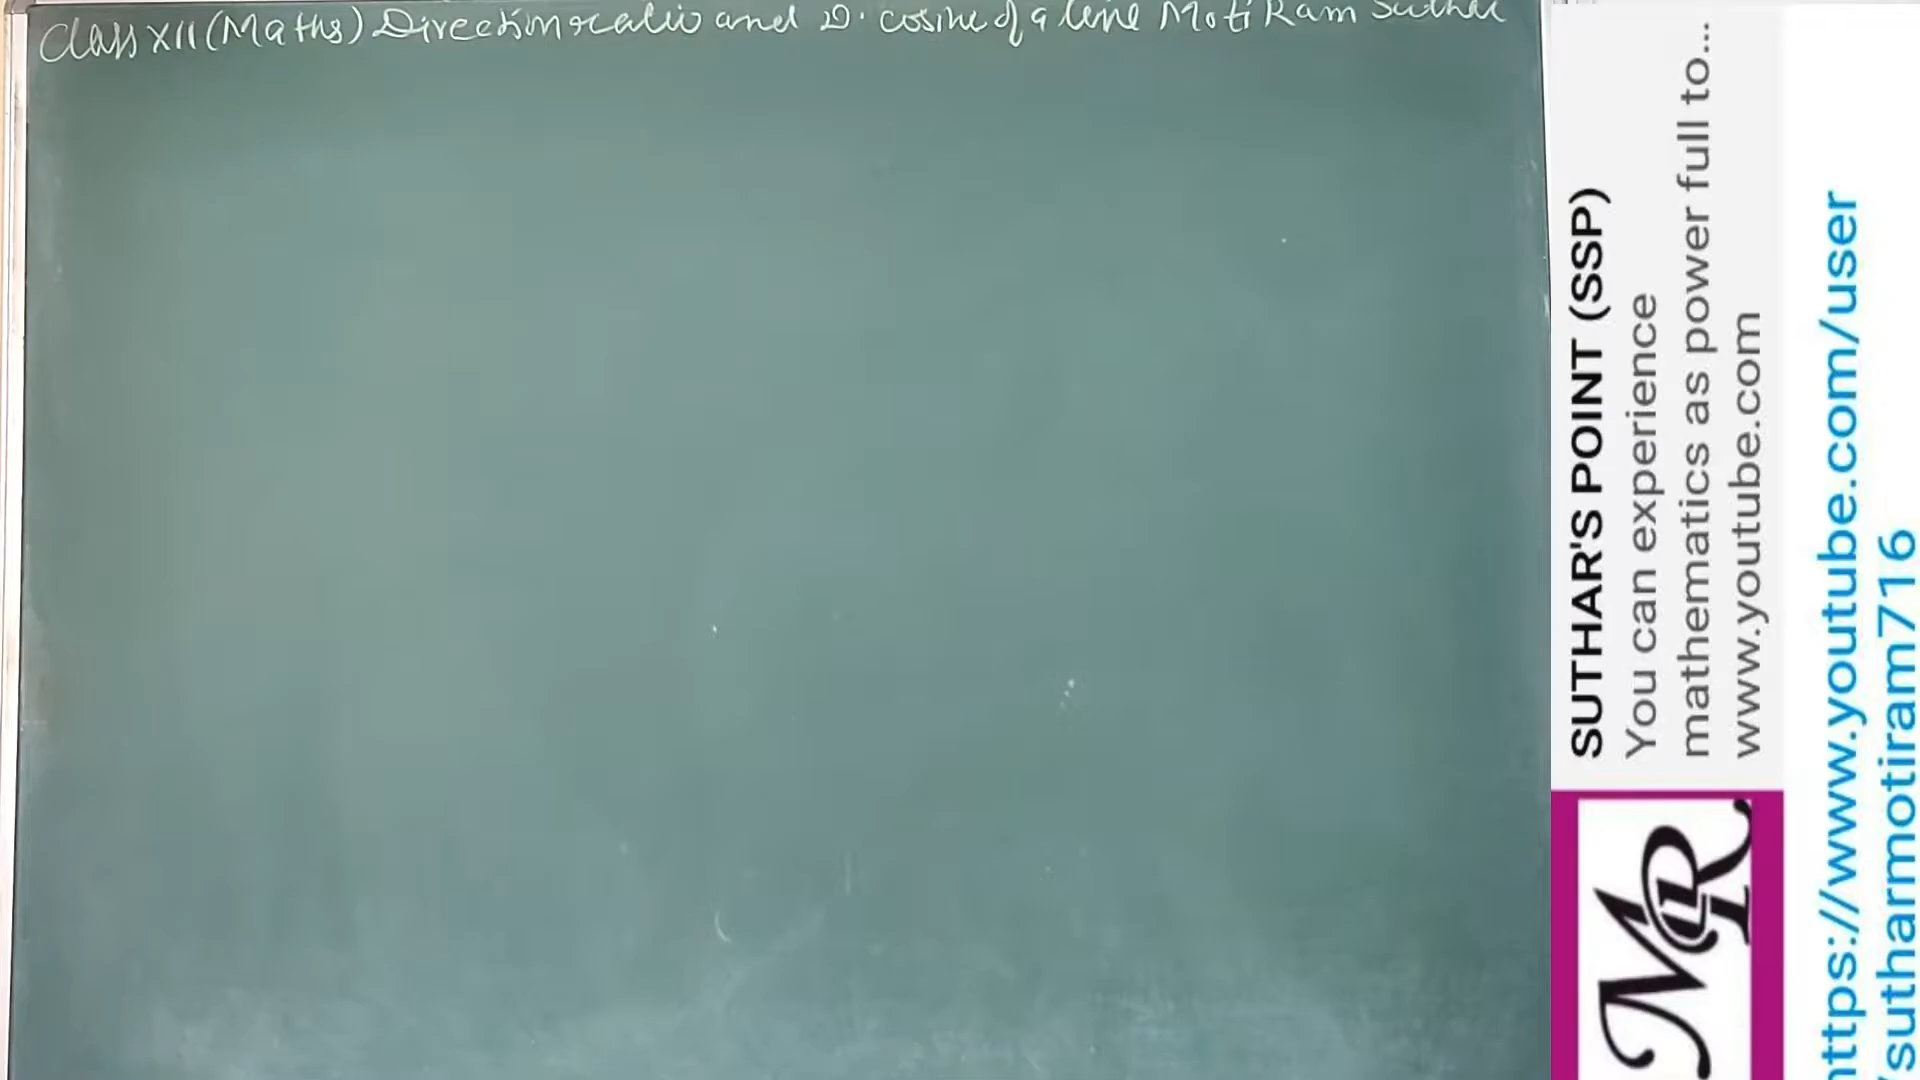 Class XII (Maths) Direction ratio and D. cosine of a line Moti Ram Suthar
SUTHAR'S POINT (SSP)
You can experience
mathematics as power full to...
www.youtube.com
MR
https://www.youtube.com/user
/sutharmotiram716